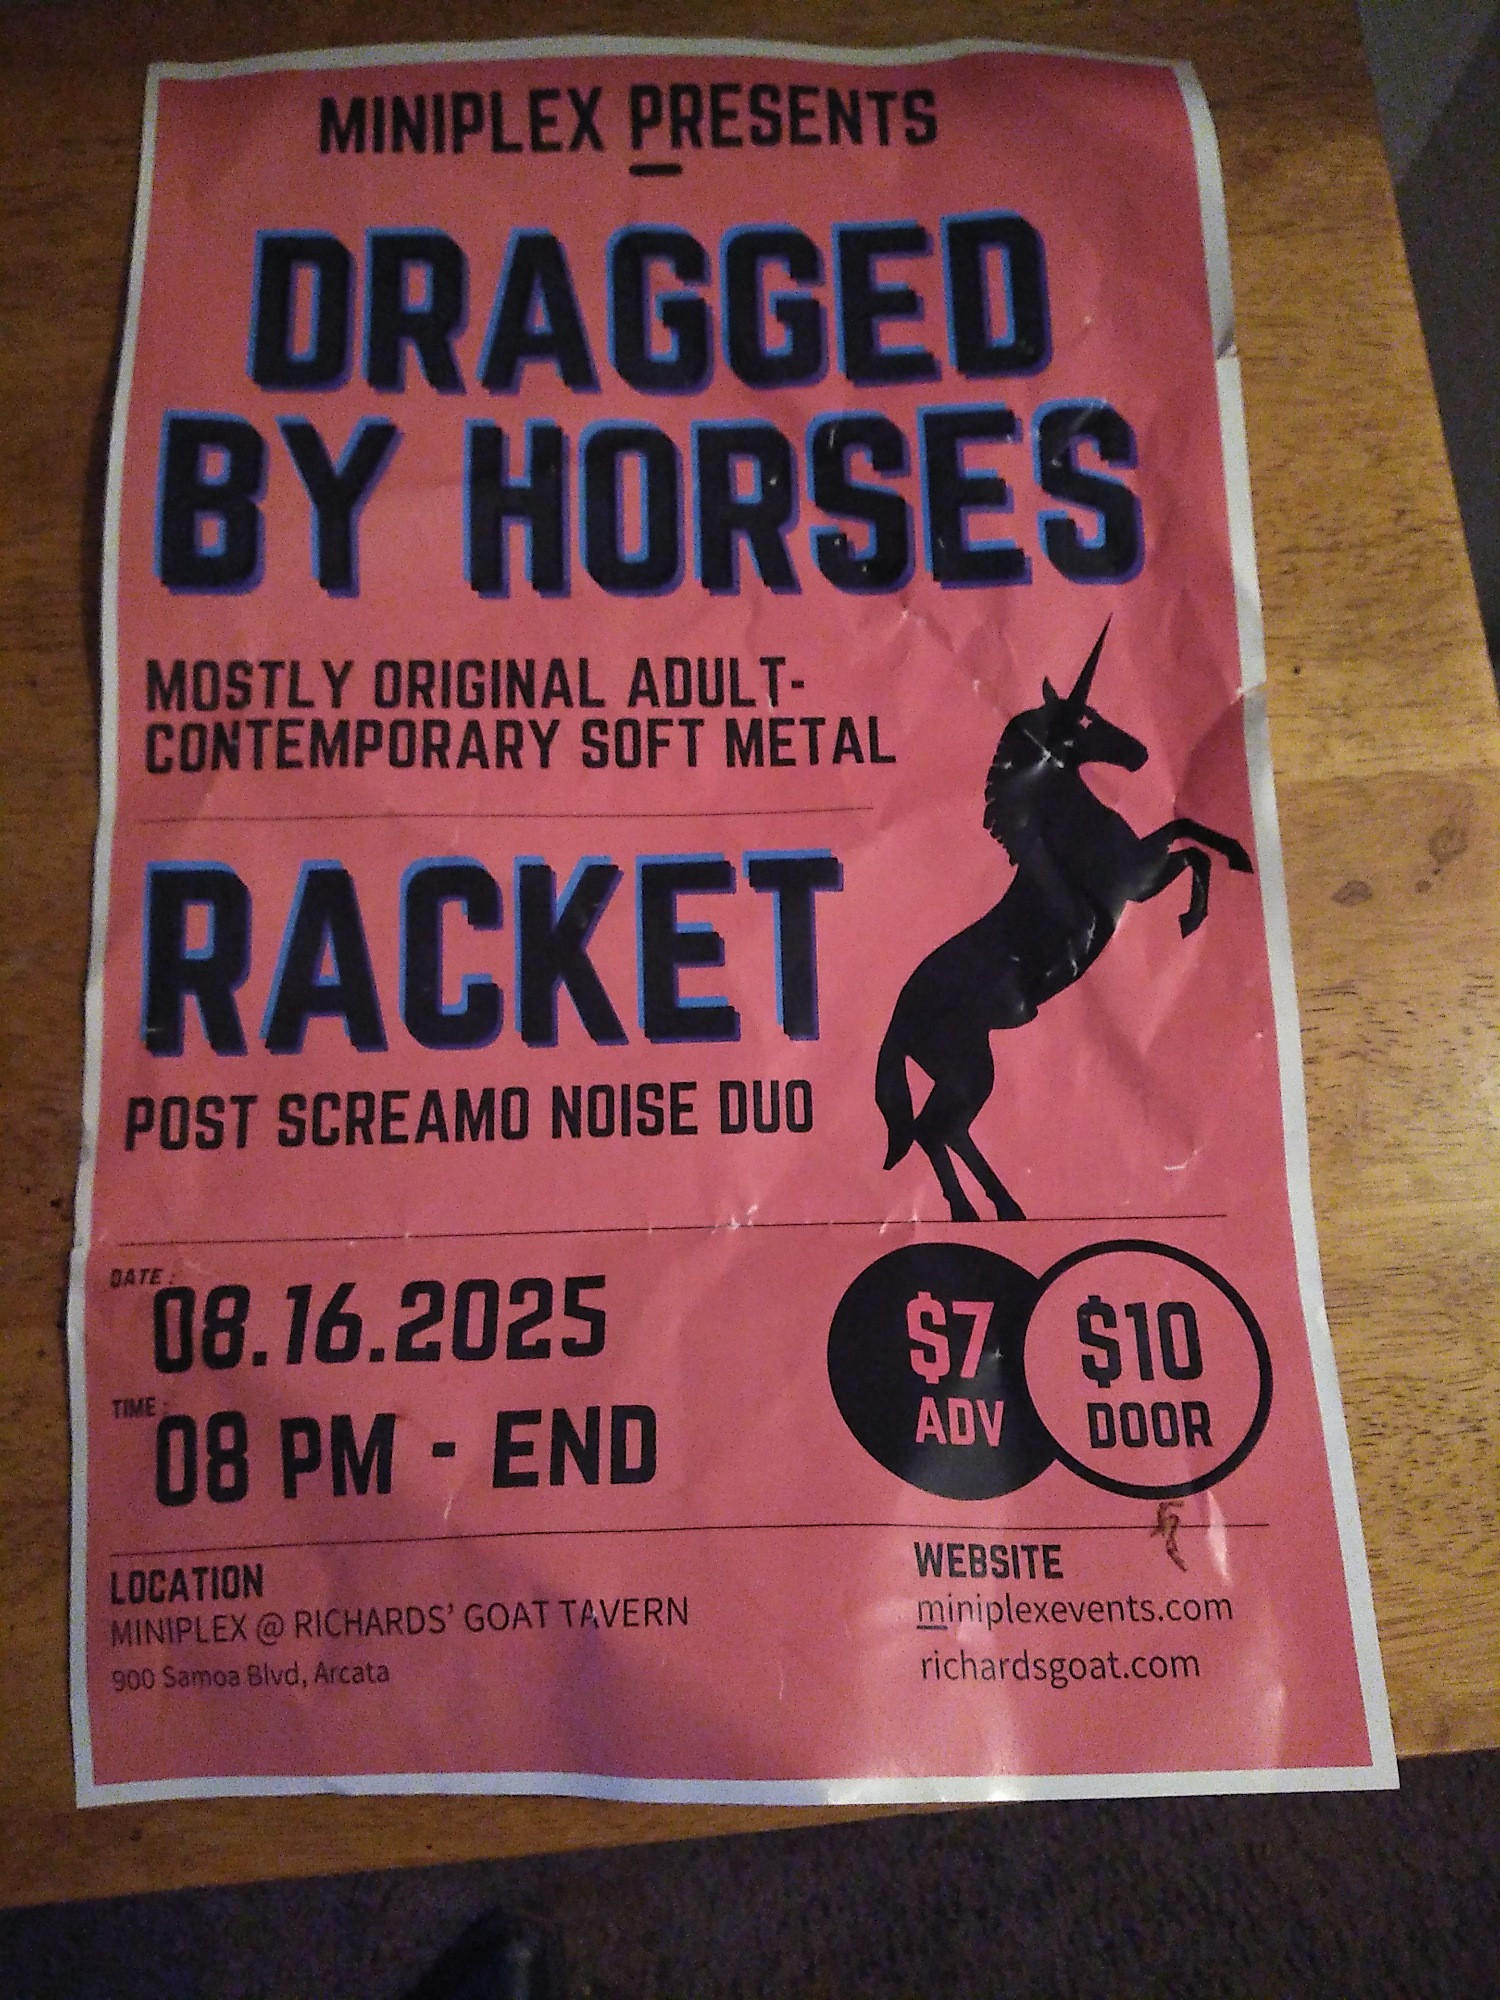 MINIPLEX PRESENTS
DRAGGED
BY HORSES
MOSTLY ORIGINAL ADULT-
CONTEMPORARY SOFT METAL
RACKET
POST SCREAMO NOISE DUO
DATE:
08.16.2025
TIME:
08 PM - END
$7
ADV
$10
DOOR
LOCATION
MINIPLEX @ RICHARDS' GOAT TAVERN
900 Samoa Blvd, Arcata
WEBSITE
miniplexevents.com
richardsgoat.com